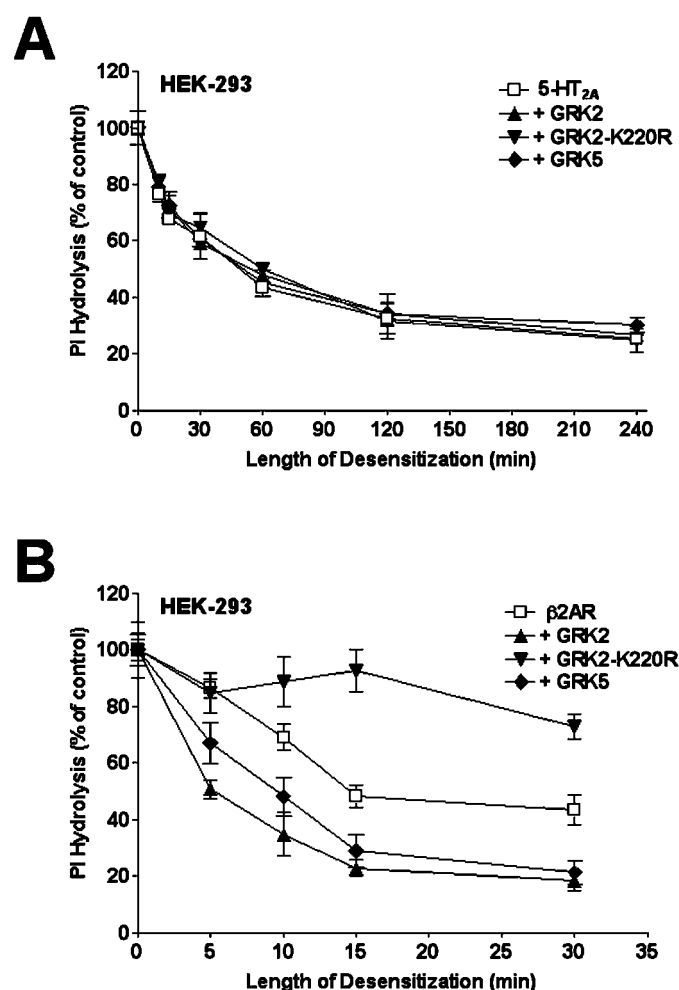 A
HEK-293
5-HT2A
+ GRK2
+ GRK2-K220R
+ GRK5
PI Hydrolysis (% of control)
120
100
80
60
40
20
0
0 30 60 90 120 150 180 210 240
Length of Desensitization (min)
B
HEK-293
β2AR
+ GRK2
+ GRK2-K220R
+ GRK5
PI Hydrolysis (% of control)
120
100
80
60
40
20
0
0 5 10 15 20 25 30 35
Length of Desensitization (min)